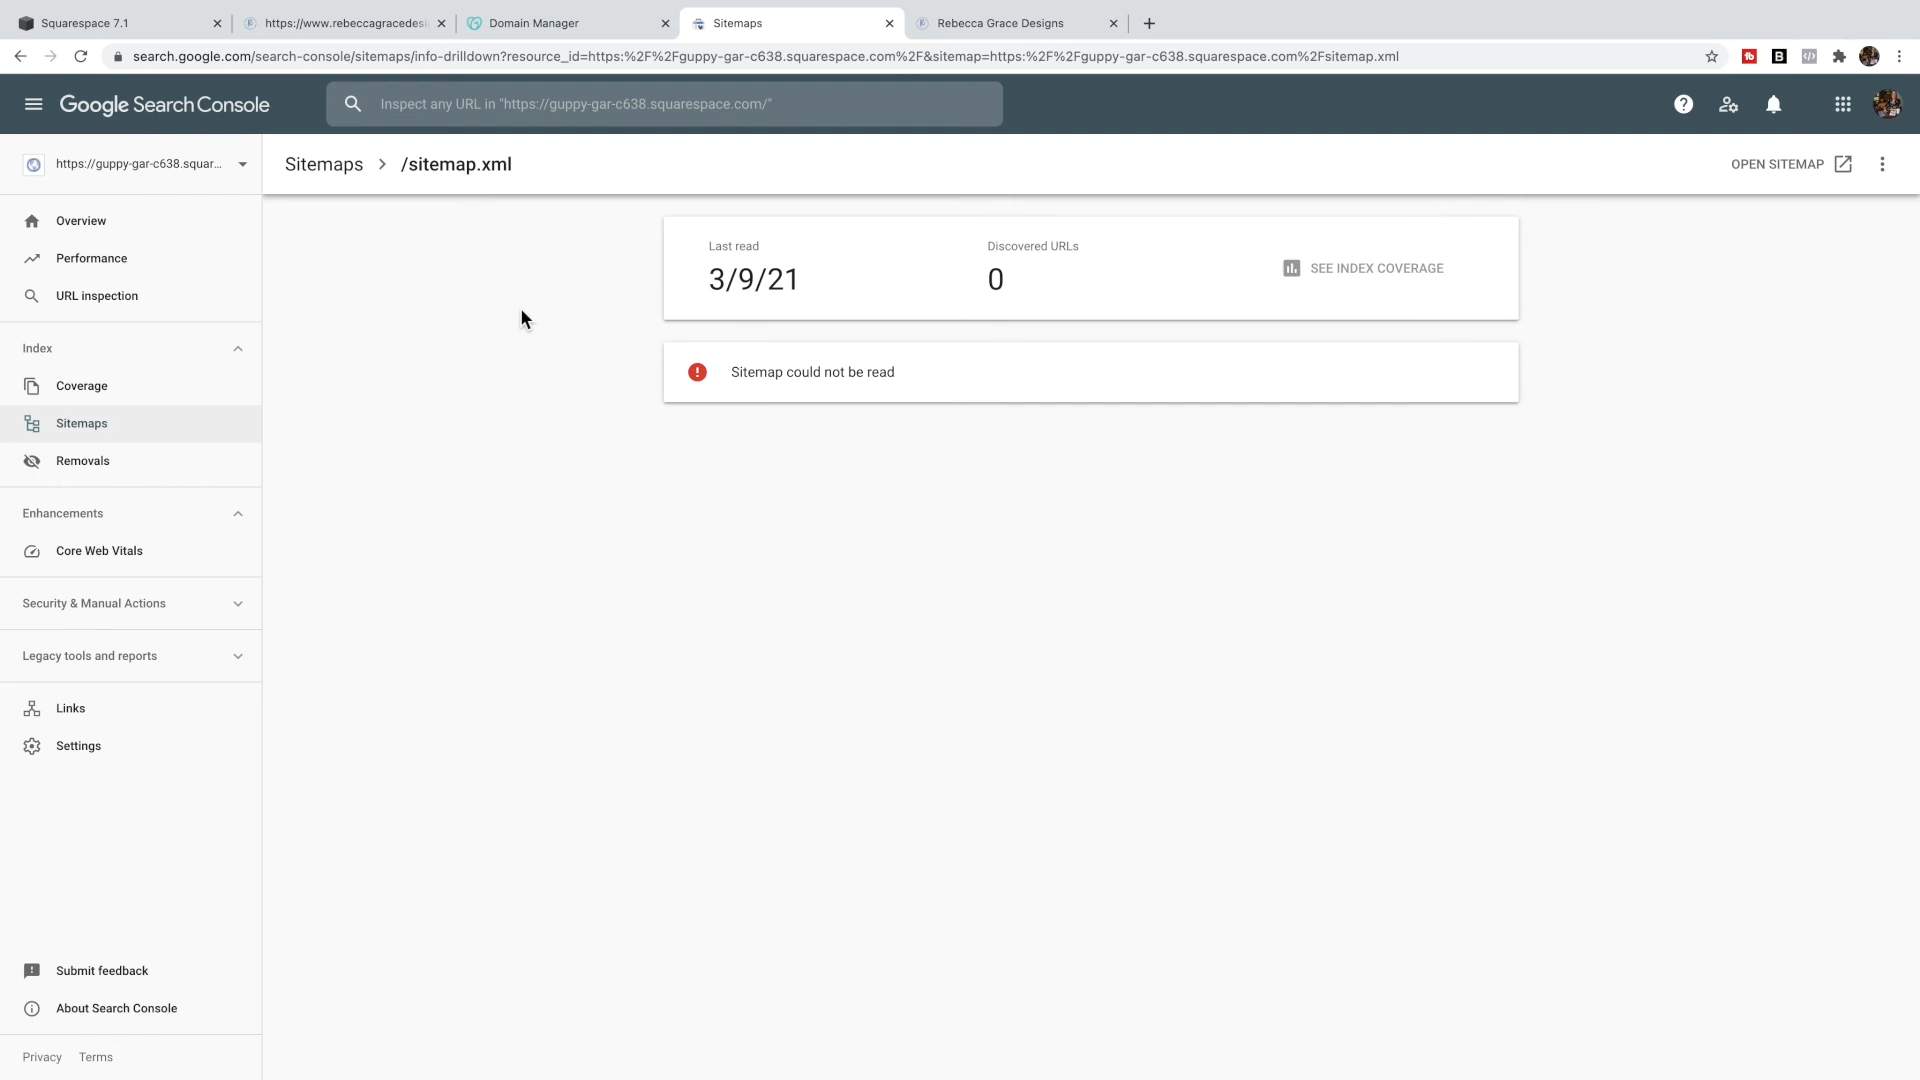 Squarespace 7.1
https://www.rebeccagracedesi
Domain Manager
Sitemaps
Rebecca Grace Designs
search.google.com/search-console/sitemaps/info-drilldown?resource_id=https:%2F%2Fguppy-gar-c638.squarespace.com%2F&sitemap=https:%2F%2Fguppy-gar-c638.squarespace.com%2Fsitemap.xml
Google Search Console
Inspect any URL in "https://guppy-gar-c638.squarespace.com/"
https://guppy-gar-c638.squar...
Sitemaps > /sitemap.xml
OPEN SITEMAP
Overview
Performance
URL inspection
Index
Coverage
Sitemaps
Removals
Enhancements
Core Web Vitals
Security & Manual Actions
Legacy tools and reports
Links
Settings
Submit feedback
About Search Console
Privacy Terms
Last read
3/9/21
Discovered URLs
0
SEE INDEX COVERAGE
Sitemap could not be read